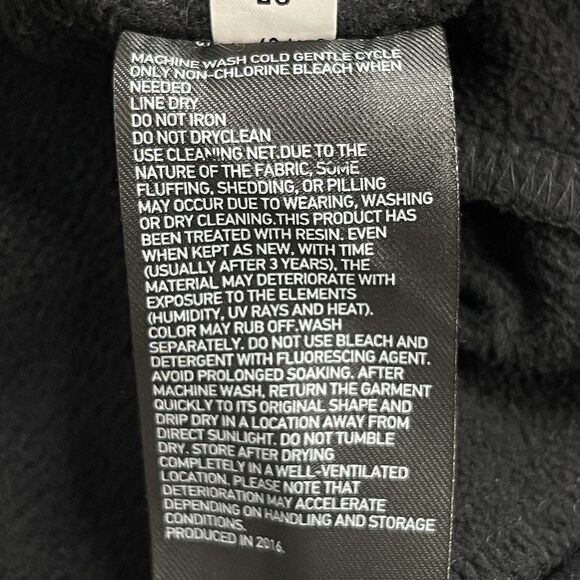 MACHINE WASH COLD GENTLE CYCLE
ONLY NON-CHLORINE BLEACH WHEN
NEEDED
LINE DRY
DO NOT IRON
DO NOT DRYCLEAN
USE CLEANING NET.DUE TO THE
NATURE OF THE FABRIC, SOME
FLUFFING, SHEDDING, OR PILLING
MAY OCCUR DUE TO WEARING, WASHING
OR DRY CLEANING.THIS PRODUCT HAS
BEEN TREATED WITH RESIN. EVEN
WHEN KEPT AS NEW, WITH TIME
(USUALLY AFTER 3 YEARS), THE
MATERIAL MAY DETERIORATE WITH
EXPOSURE TO THE ELEMENTS
(HUMIDITY, UV RAYS AND HEAT).
COLOR MAY RUB OFF.WASH
SEPARATELY. DO NOT USE BLEACH AND
DETERGENT WITH FLUORESCING AGENT.
AVOID PROLONGED SOAKING. AFTER
MACHINE WASH, RETURN THE GARMENT
QUICKLY TO ITS ORIGINAL SHAPE AND
DRIP DRY IN A LOCATION AWAY FROM
DIRECT SUNLIGHT. DO NOT TUMBLE
DRY. STORE AFTER DRYING
COMPLETELY IN A WELL-VENTILATED
LOCATION. PLEASE NOTE THAT
DETERIORATION MAY ACCELERATE
DEPENDING ON HANDLING AND STORAGE
CONDITIONS.
PRODUCED IN 2016.